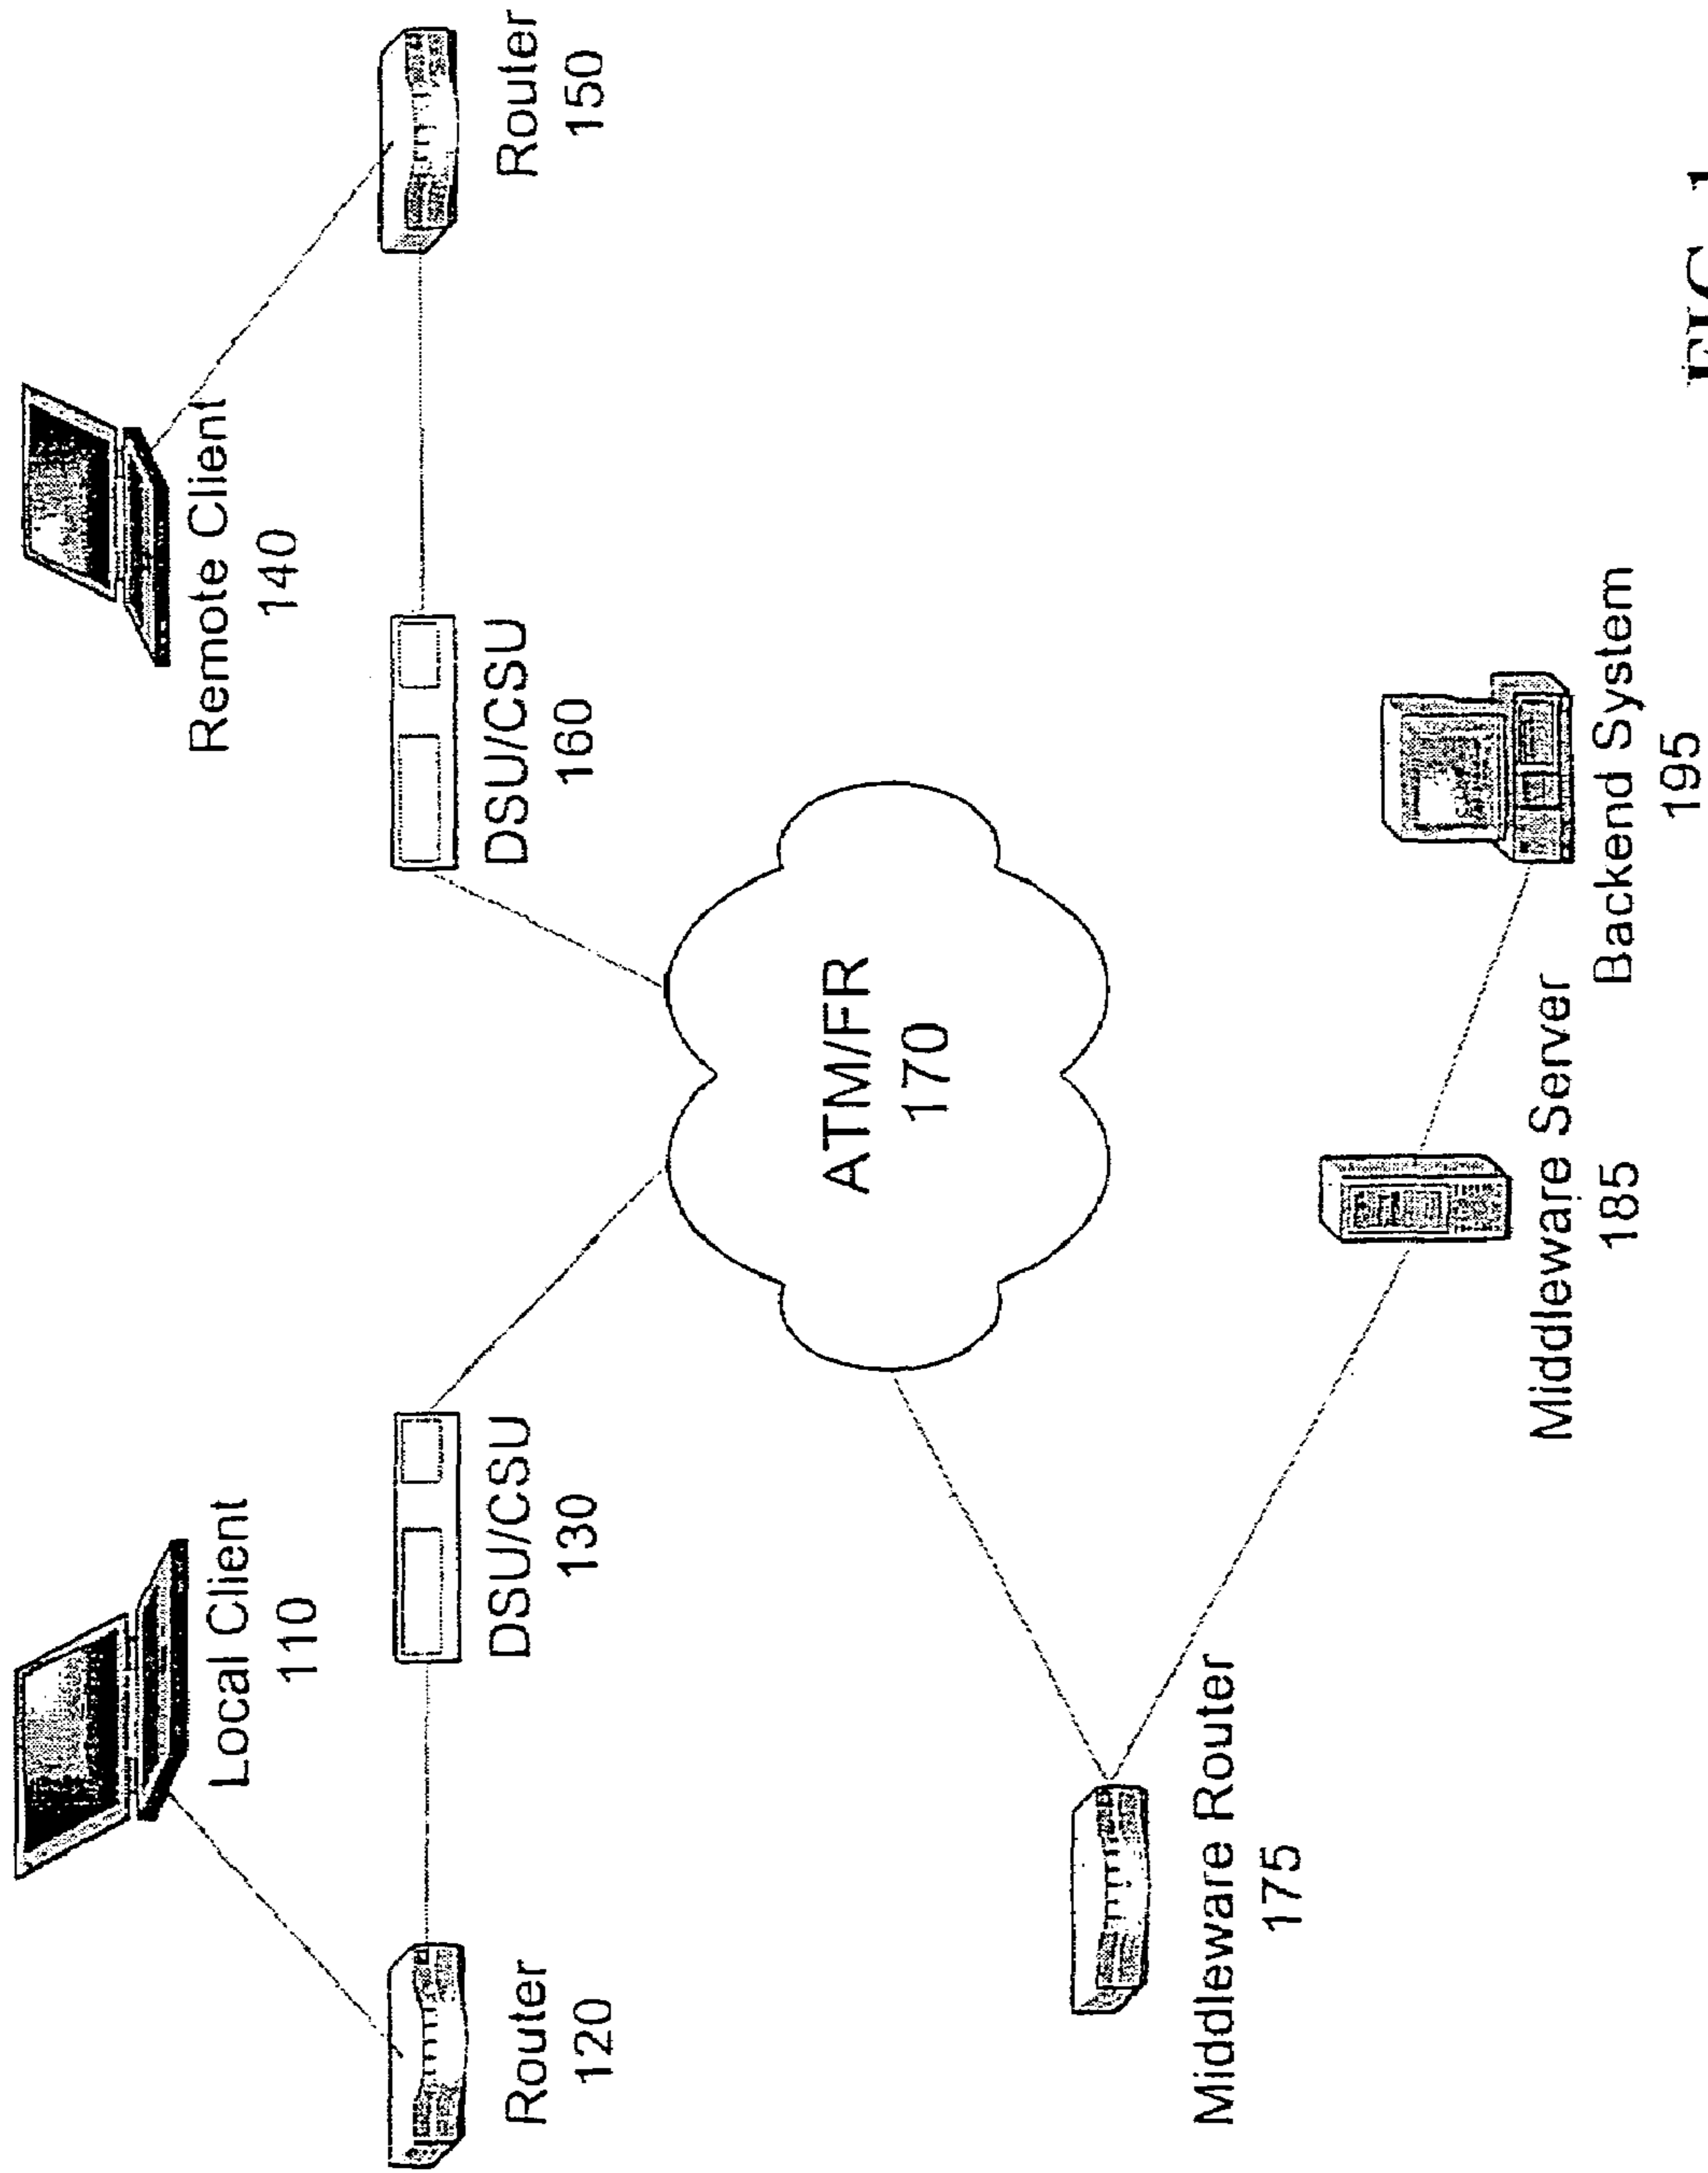 Local Client
110
Remote Client
140
Router
120
DSU/CSU
130
DSU/CSU
160
Router
150
ATM/FR
170
Middleware Router
175
Middleware Server
185
Backend System
195